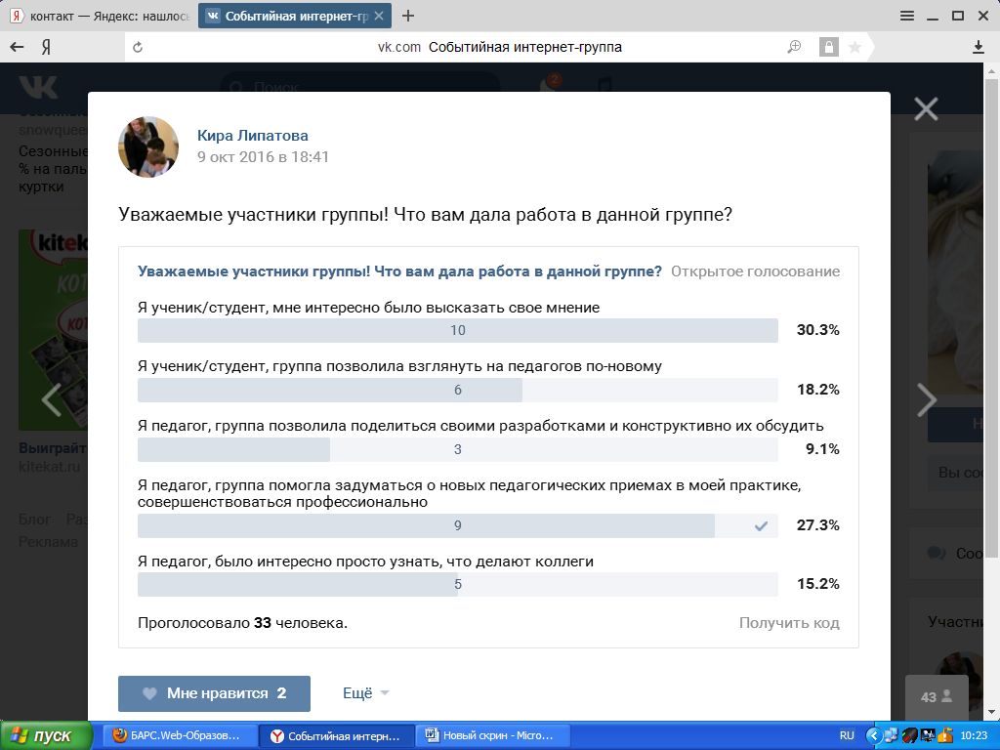 контакт — Яндекс: нашлось
Событийная интернет-гр
vk.com Событийная интернет-группа
Поиск
2
snowquee
Сезонные
% на паль
куртки
kitek
КОТ
Выиграйт
kitekat.ru
Блог Раз
Реклама
Кира Липатова
9 окт 2016 в 18:41
Уважаемые участники группы! Что вам дала работа в данной группе?
Уважаемые участники группы! Что вам дала работа в данной группе? Открытое голосование
Я ученик/студент, мне интересно было высказать свое мнение
10 30.3%
Я ученик/студент, группа позволила взглянуть на педагогов по-новому
6 18.2%
Я педагог, группа позволила поделиться своими разработками и конструктивно их обсудить
3 9.1%
Я педагог, группа помогла задуматься о новых педагогических приемах в моей практике,
совершенствоваться профессионально
9 27.3%
Я педагог, было интересно просто узнать, что делают коллеги
5 15.2%
Проголосовало 33 человека. Получить код
Мне нравится 2 Ещё
Н
Вы сос
Соо
Участни
43
пуск
БАРС.Web-Образов...
Событийная интерн...
Новый скрин - Micro...
RU
10:23